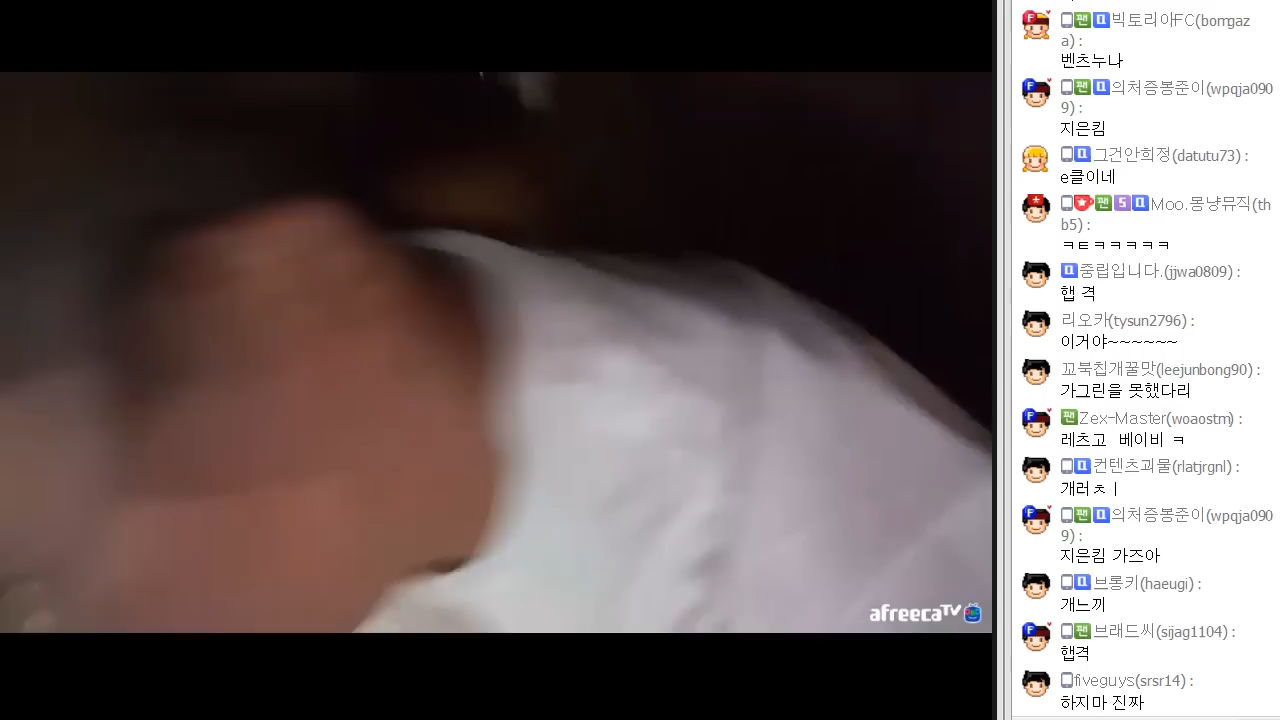 빅토리아FC(borrgaz
a) :
벤츠누나
의처증봉준이(wpqja090
9) :
지은킴
그건안희정(datutu73) :
e클이네
Moo.몽냥뮤직(th
b5) :
ㅋㅌㅋㅋㅋㅋㅋ
중립입니다.(jjwa0809) :
햅 격
리오카(tysun2796) :
이거야~~~~~~
꼬북칩개꿀맛(leejunbong90) :
가그린을 못했다리
Zex-Master(woaostm) :
레츠고 베이비 ㅋ
컨텐츠괴물(rlatjrgnl) :
개러ㅊㅣ
의처증봉준이(wpqja090
9) :
지은킴 가즈아
브롱키(haeugi) :
개느끼
브래드씨(sijag1104) :
햅격
fiveguys(srsr14) :
하지마 진짜
afreecaTV